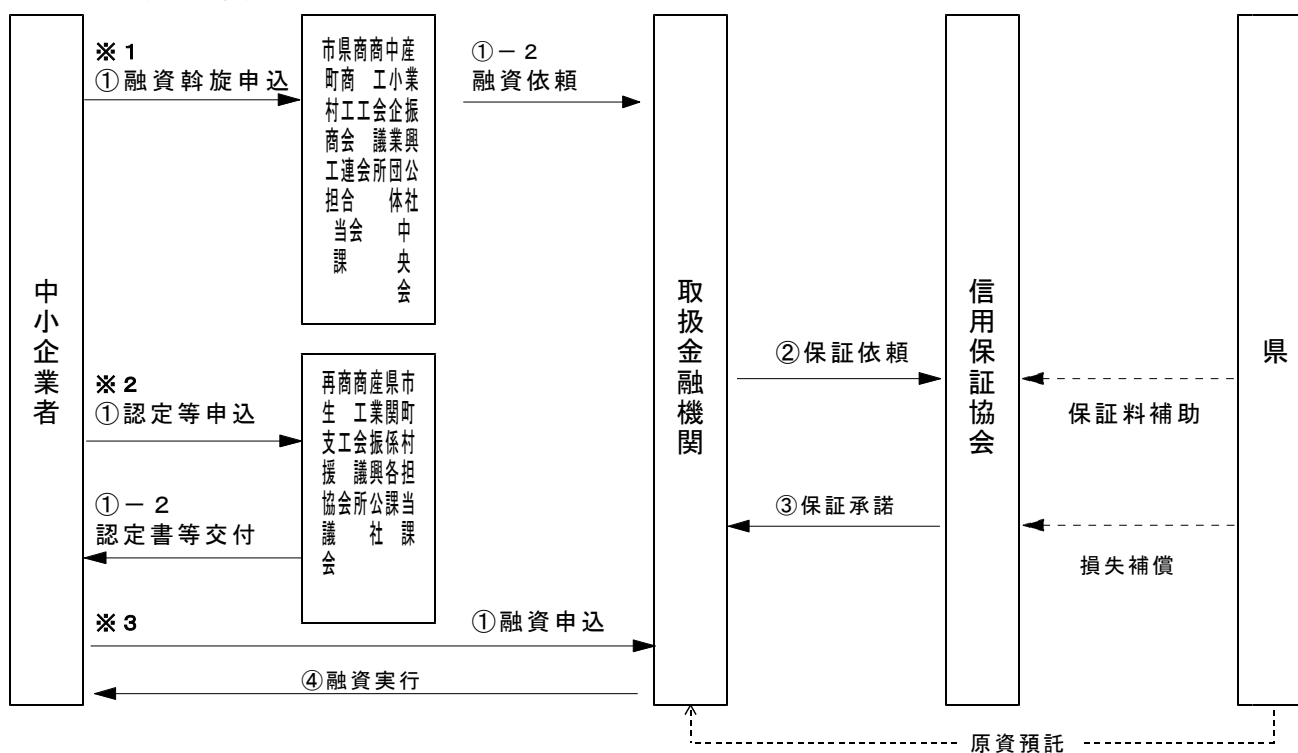 中小企業者
※1
①融資斡旋申込
産業振興公社
中小企業団体中央会
商工会議所
商工会
県商工会連合会
市町村商工担当課
①－2
融資依頼
※2
①認定等申込
①－2
認定書等交付
市町村担当課
県関係各課
産業振興公社
商工会議所
商工会
再生支援協議会
※3
①融資申込
④融資実行
取扱金融機関
②保証依頼
③保証承諾
信用保証協会
保証料補助
損失補償
県
原資預託